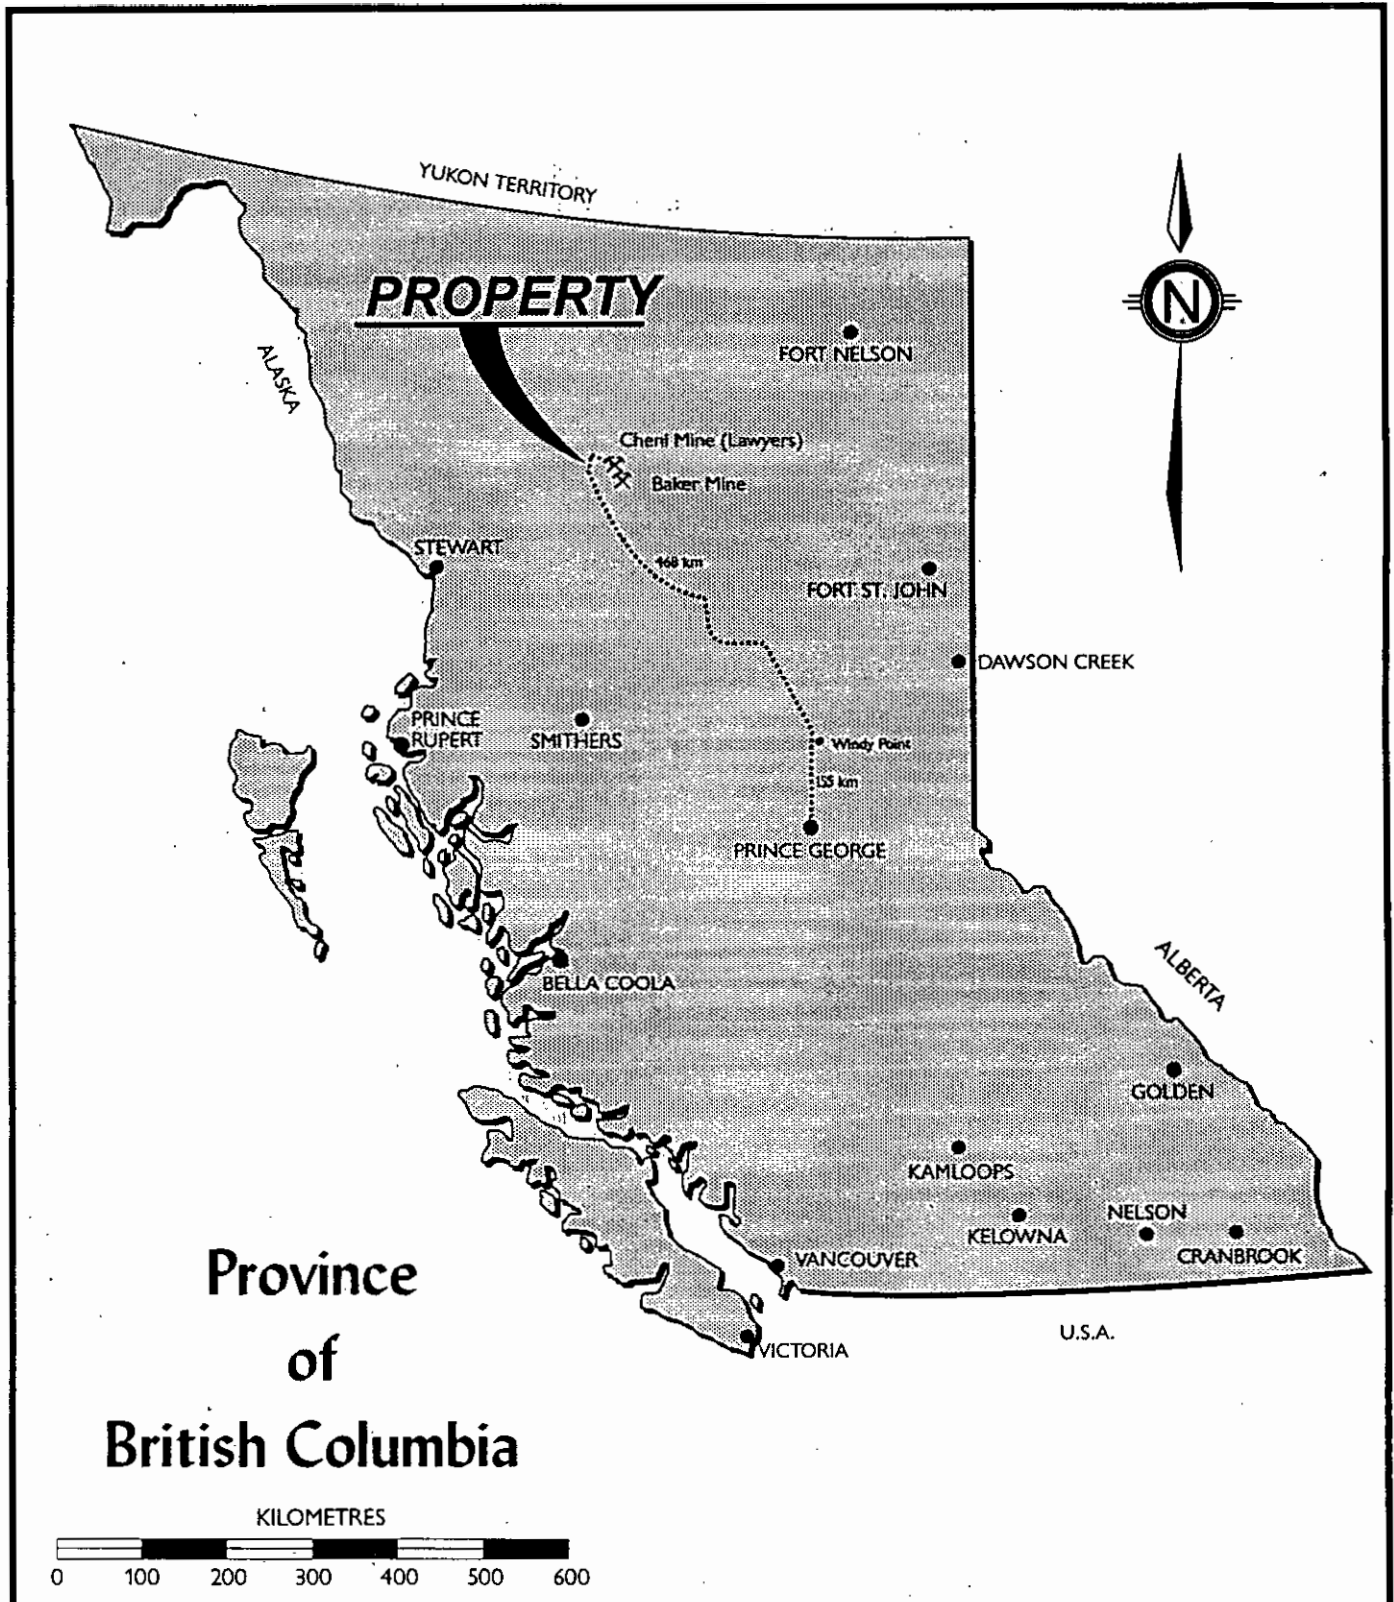 YUKON TERRITORY
PROPERTY
N
ALASKA
FORT NELSON
Cheni Mine (Lawyers)
Baker Mine
STEWART
468 km
FORT ST. JOHN
DAWSON CREEK
PRINCE
RUPERT
SMITHERS
Windy Point
155 km
PRINCE GEORGE
BELLA COOLA
ALBERTA
GOLDEN
KAMLOOPS
NELSON
KELOWNA
CRANBROOK
VANCOUVER
U.S.A.
VICTORIA
Province
of
British Columbia
KILOMETRES
0 100 200 300 400 500 600